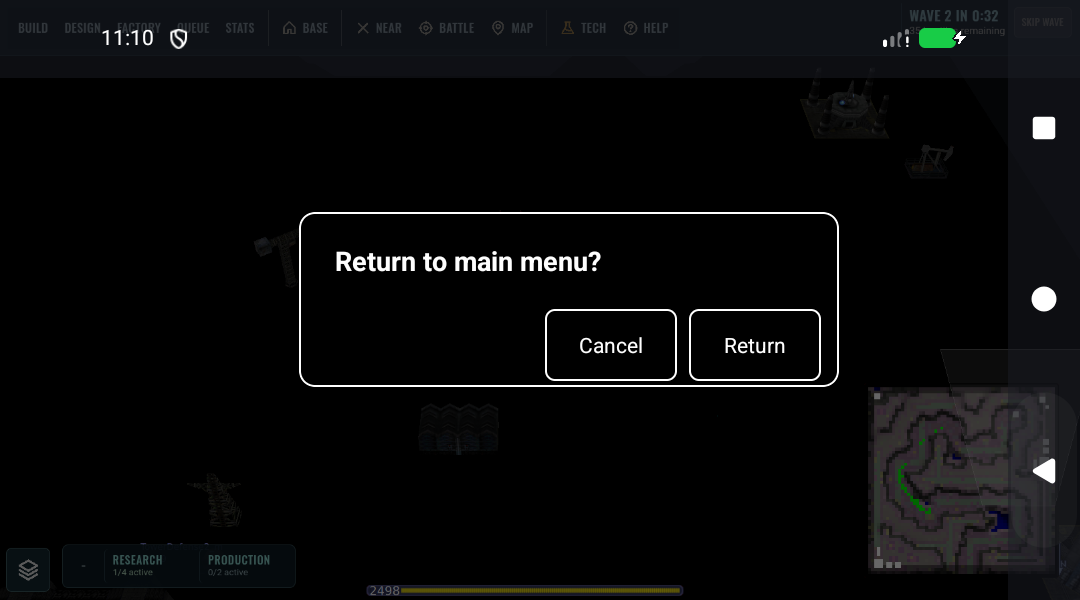 BUILD DESIGN FACTORY QUEUE STATS BASE NEAR BATTLE MAP TECH HELP
WAVE 2 IN 0:32
SKIP WAVE
11:10
remaining
Return to main menu?
Cancel Return
RESEARCH PRODUCTION
1/4 active 0/2 active
2498